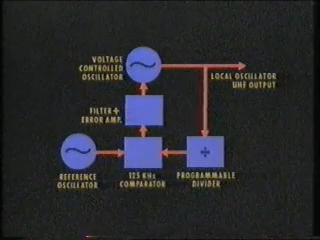 VOLTAGE
CONTROLLED
OSCILLATOR
LOCAL OSCILLATOR
UHF OUTPUT
FILTER+
ERROR AMP.
÷
REFERENCE
OSCILLATOR
125 KHz
COMPARATOR
PROGRAMMABLE
DIVIDER